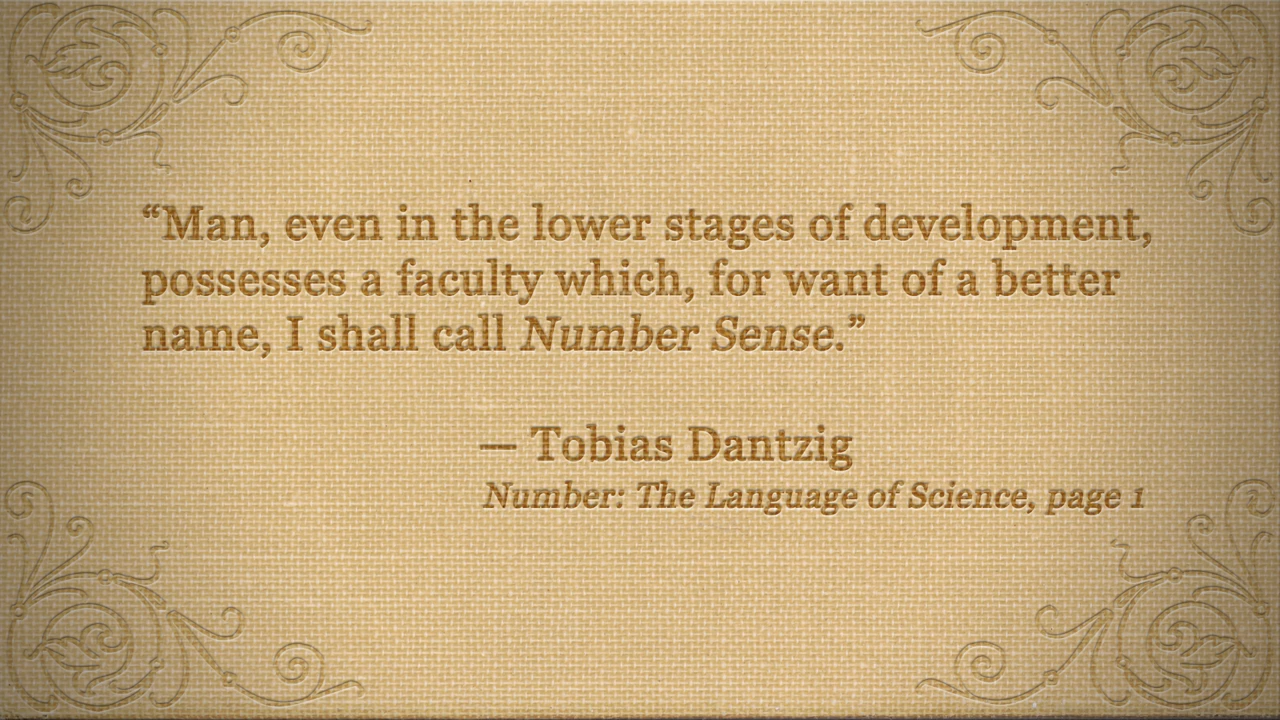 “Man, even in the lower stages of development,
possesses a faculty which, for want of a better
name, I shall call Number Sense.”
— Tobias Dantzig
Number: The Language of Science, page 1